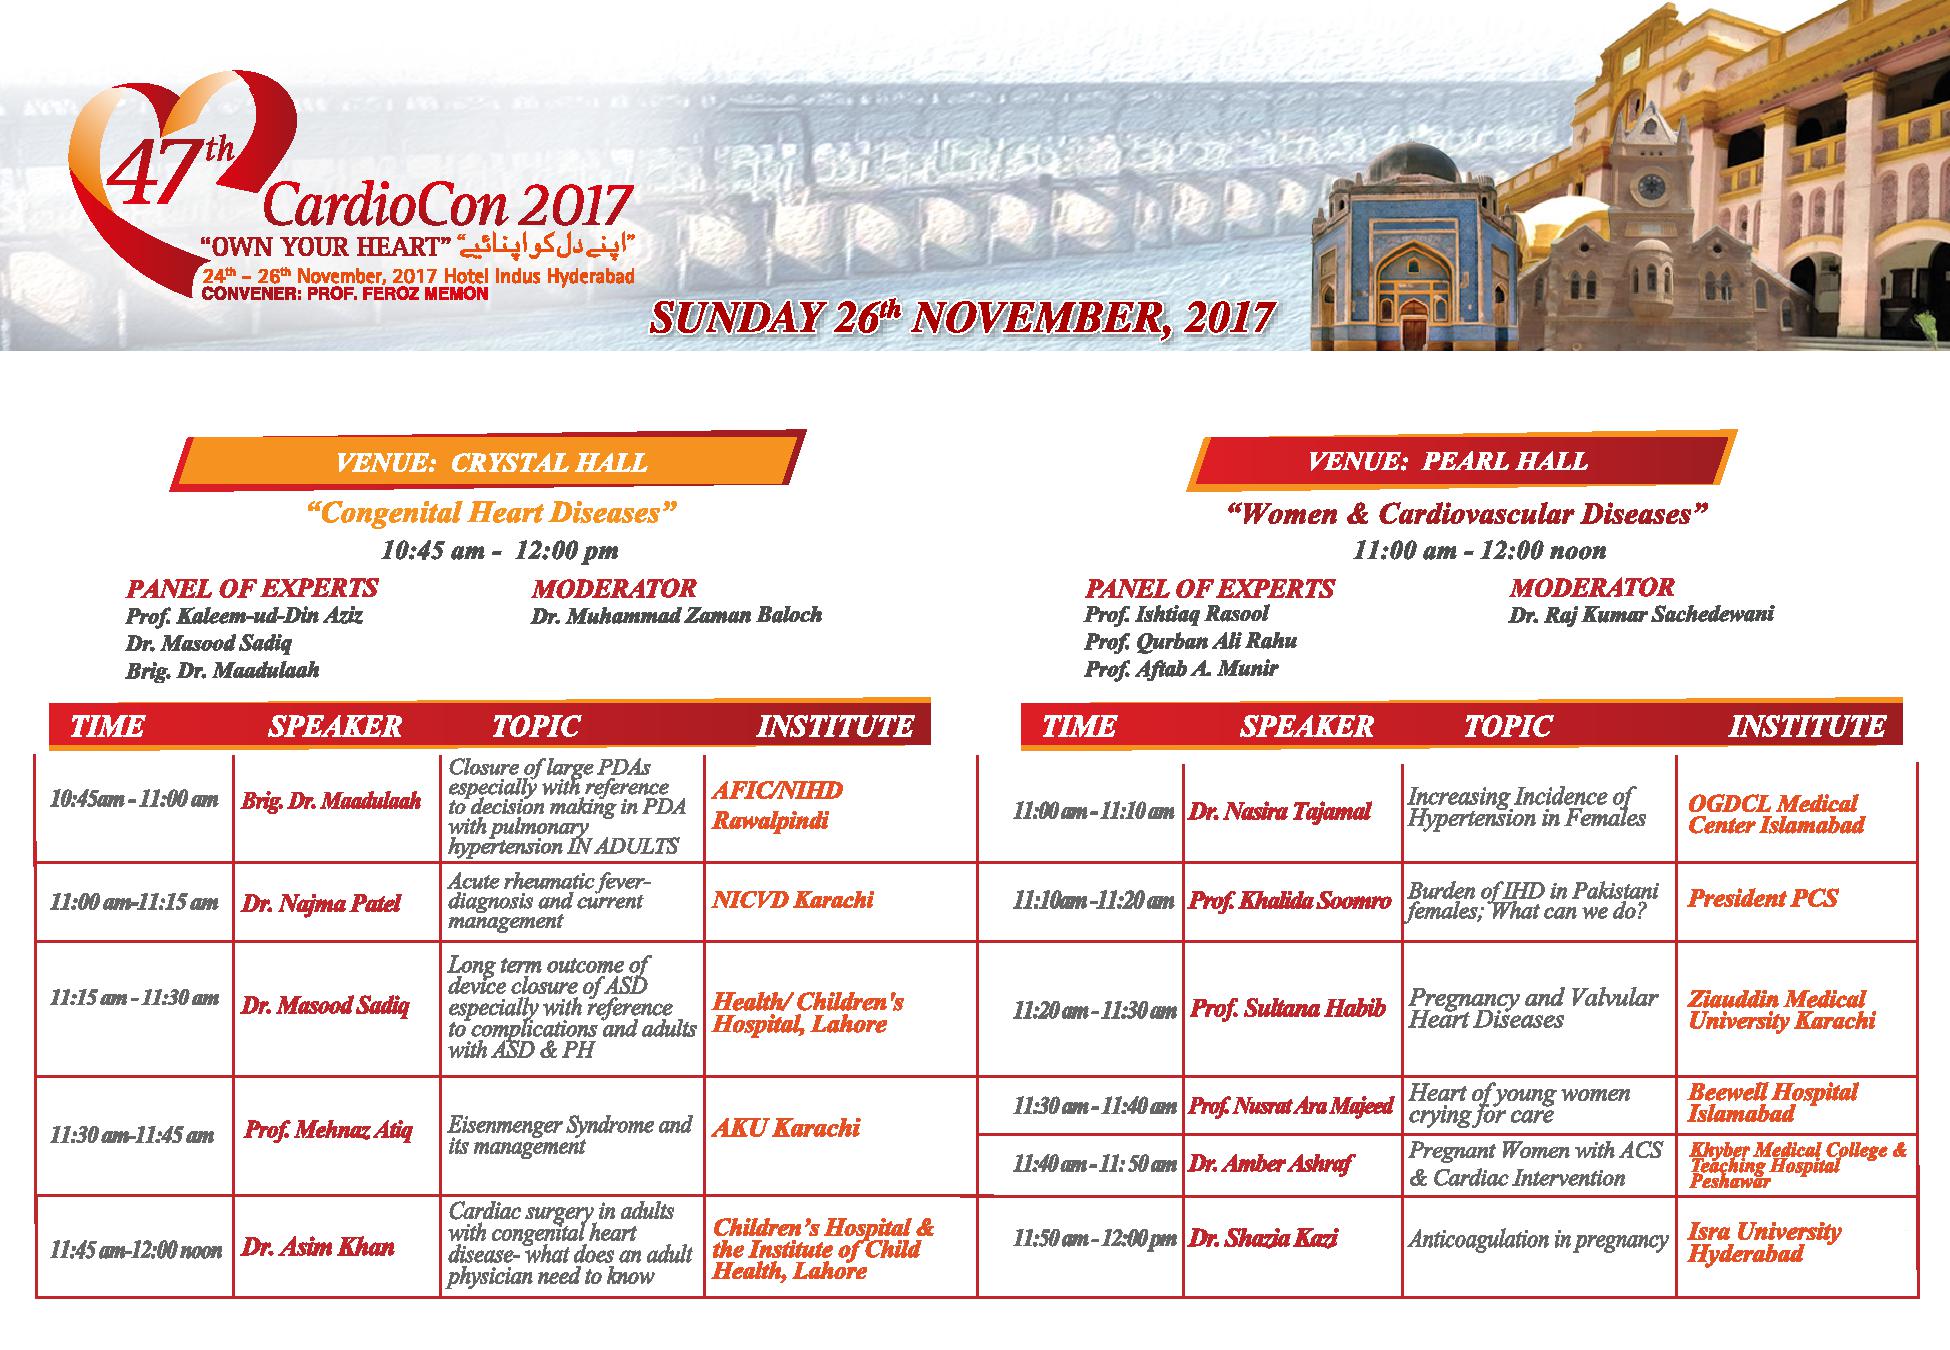 47th
CardioCon 2017
“OWN YOUR HEART” “اپنے دل کو اپنائیے”
24th – 26th November, 2017 Hotel Indus Hyderabad
CONVENER: PROF. FEROZ MEMON
SUNDAY 26th NOVEMBER, 2017
VENUE: CRYSTAL HALL
“Congenital Heart Diseases”
10:45 am - 12:00 pm
PANEL OF EXPERTS
Prof. Kaleem-ud-Din Aziz
Dr. Masood Sadiq
Brig. Dr. Maadulaah
MODERATOR
Dr. Muhammad Zaman Baloch
TIME SPEAKER TOPIC INSTITUTE
10:45am - 11:00 am
Brig. Dr. Maadulaah
Closure of large PDAs
especially with reference
to decision making in PDA
with pulmonary
hypertension IN ADULTS
AFIC/NIHD
Rawalpindi
11:00 am-11:15 am
Dr. Najma Patel
Acute rheumatic fever-
diagnosis and current
management
NICVD Karachi
11:15 am - 11:30 am
Dr. Masood Sadiq
Long term outcome of
device closure of ASD
especially with reference
to complications and adults
with ASD & PH
Health/ Children's
Hospital, Lahore
11:30 am-11:45 am
Prof. Mehnaz Atiq
Eisenmenger Syndrome and
its management
AKU Karachi
11:45 am-12:00 noon
Dr. Asim Khan
Cardiac surgery in adults
with congenital heart
disease- what does an adult
physician need to know
Children’s Hospital &
the Institute of Child
Health, Lahore
VENUE: PEARL HALL
“Women & Cardiovascular Diseases”
11:00 am - 12:00 noon
PANEL OF EXPERTS
Prof. Ishtiaq Rasool
Prof. Qurban Ali Rahu
Prof. Aftab A. Munir
MODERATOR
Dr. Raj Kumar Sachedewani
TIME SPEAKER TOPIC INSTITUTE
11:00 am - 11:10 am
Dr. Nasira Tajamal
Increasing Incidence of
Hypertension in Females
OGDCL Medical
Center Islamabad
11:10am -11:20 am
Prof. Khalida Soomro
Burden of IHD in Pakistani
females; What can we do?
President PCS
11:20 am - 11:30 am
Prof. Sultana Habib
Pregnancy and Valvular
Heart Diseases
Ziauddin Medical
University Karachi
11:30 am - 11:40 am
Prof. Nusrat Ara Majeed
Heart of young women
crying for care
Beewell Hospital
Islamabad
11:40 am - 11: 50 am
Dr. Amber Ashraf
Pregnant Women with ACS
& Cardiac Intervention
Khyber Medical College &
Teaching Hospital
Peshawar
11:50 am - 12:00 pm
Dr. Shazia Kazi
Anticoagulation in pregnancy
Isra University
Hyderabad